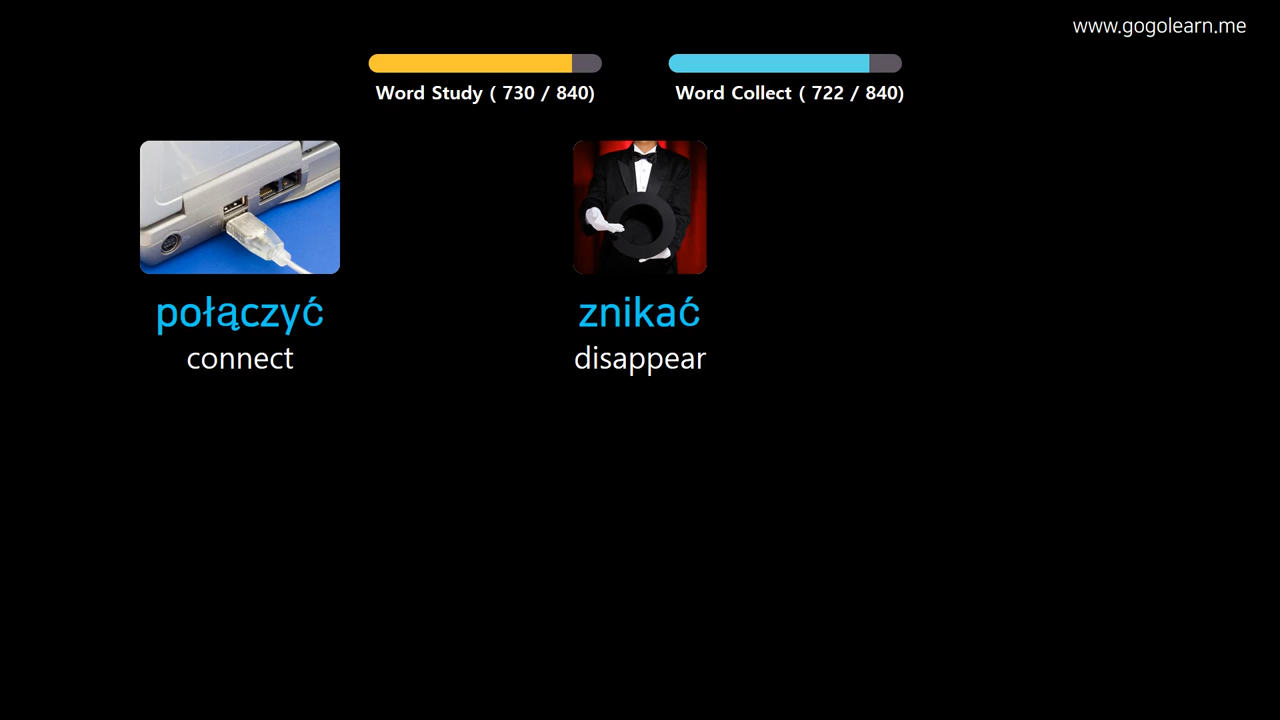 www.gogolearn.me
Word Study ( 730 / 840)
Word Collect ( 722 / 840)
połączyć
connect
znikać
disappear